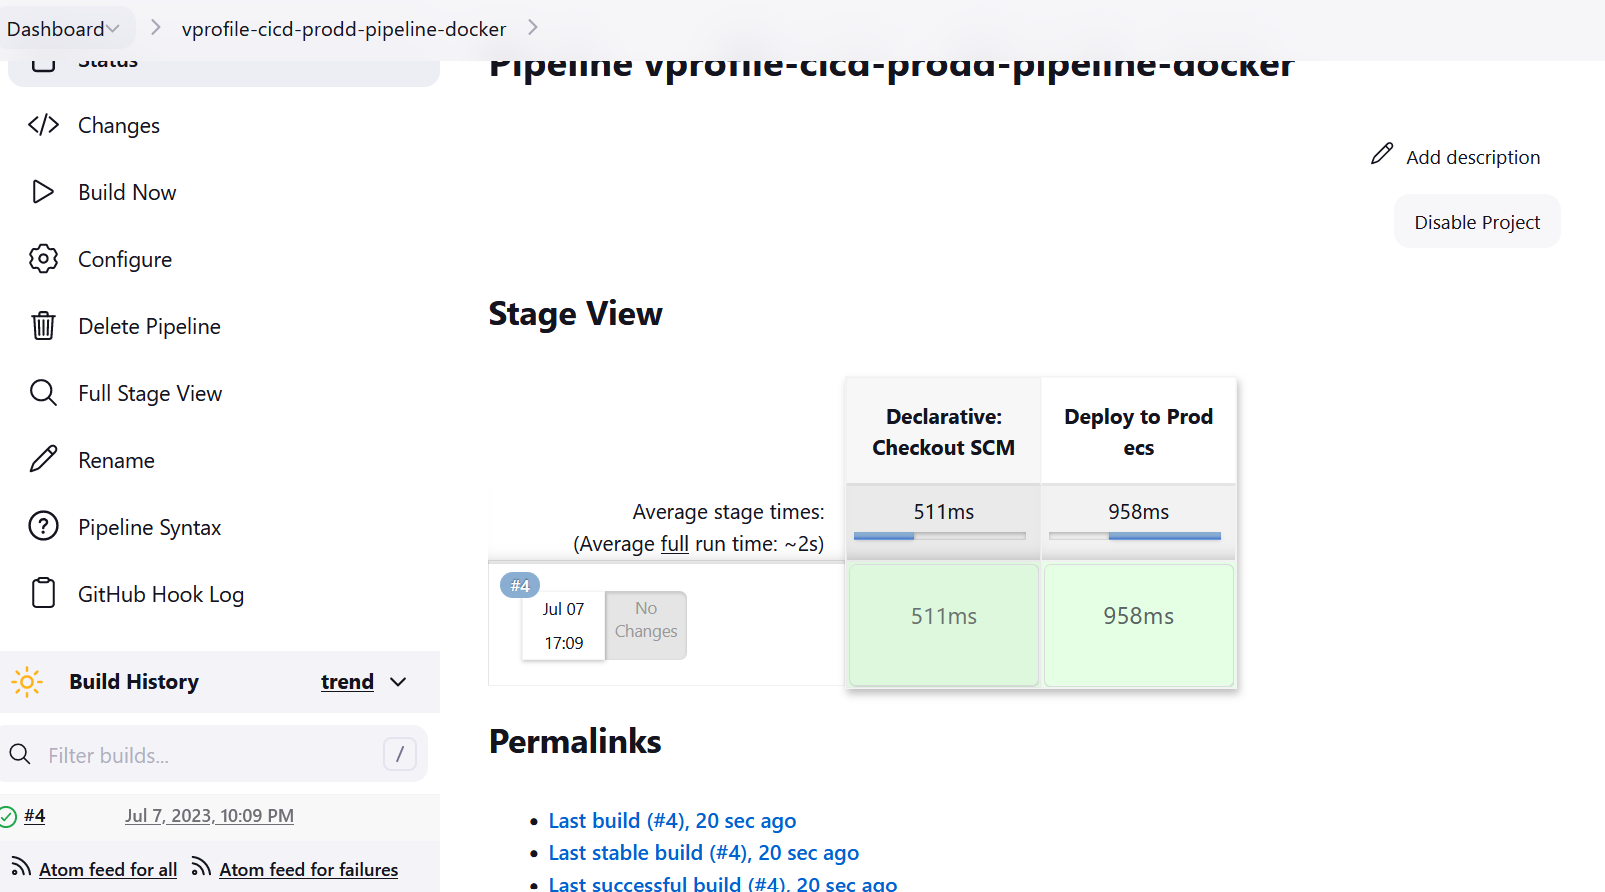 Dashboard
vprofile-cicd-prodd-pipeline-docker
Status
Changes
Build Now
Configure
Delete Pipeline
Full Stage View
Rename
Pipeline Syntax
GitHub Hook Log
Build History
trend
Filter builds...
/
#4
Jul 7, 2023, 10:09 PM
Atom feed for all
Atom feed for failures
Pipeline vprofile-cicd-prodd-pipeline-docker
Add description
Disable Project
Stage View
Declarative:
Checkout SCM
Deploy to Prod
ecs
Average stage times:
(Average full run time: ~2s)
511ms
958ms
#4
Jul 07
17:09
No
Changes
511ms
958ms
Permalinks
Last build (#4), 20 sec ago
Last stable build (#4), 20 sec ago
Last successful build (#4), 20 sec ago